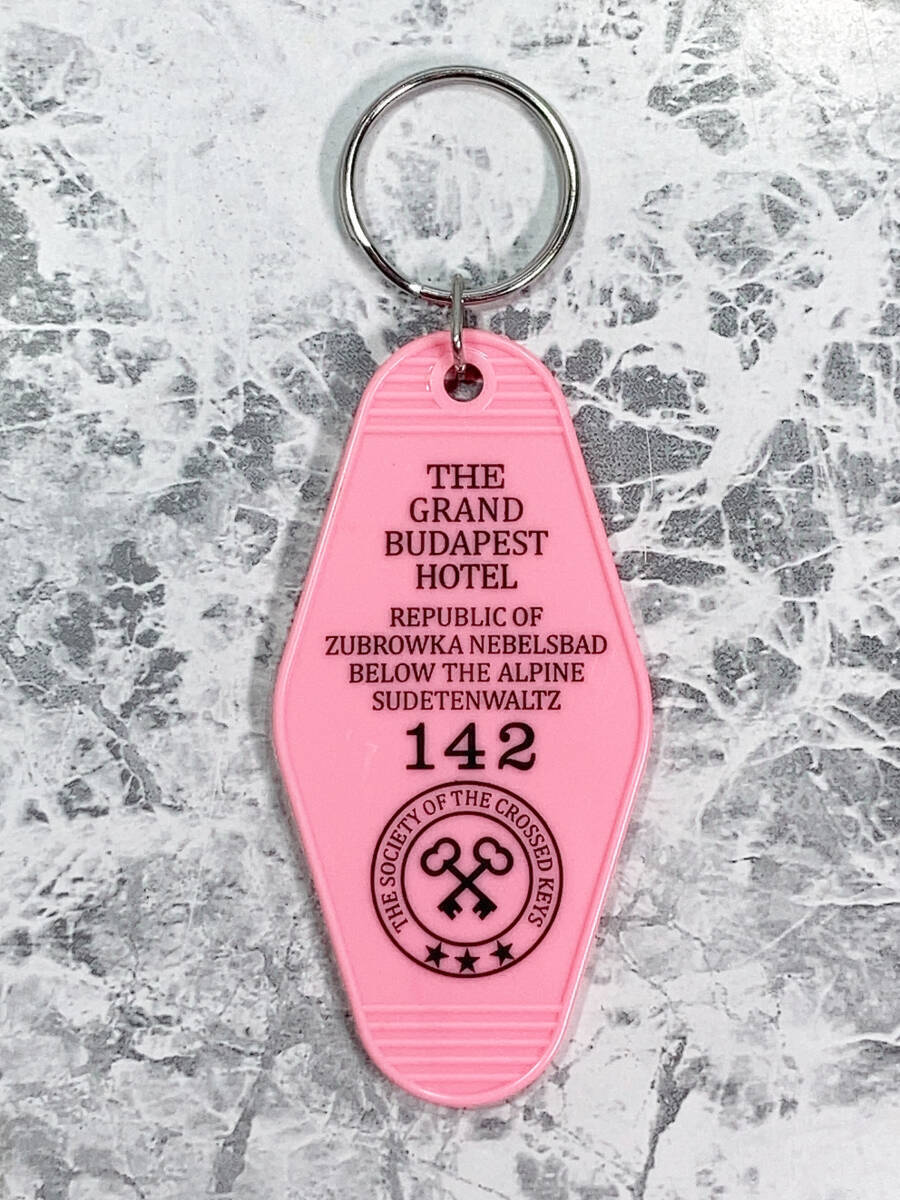 THE
GRAND
BUDAPEST
HOTEL
REPUBLIC OF
ZUBROWKA NEBELSBAD
BELOW THE ALPINE
SUDETENWALTZ
142
THE SOCIETY OF THE CROSSED KEYS